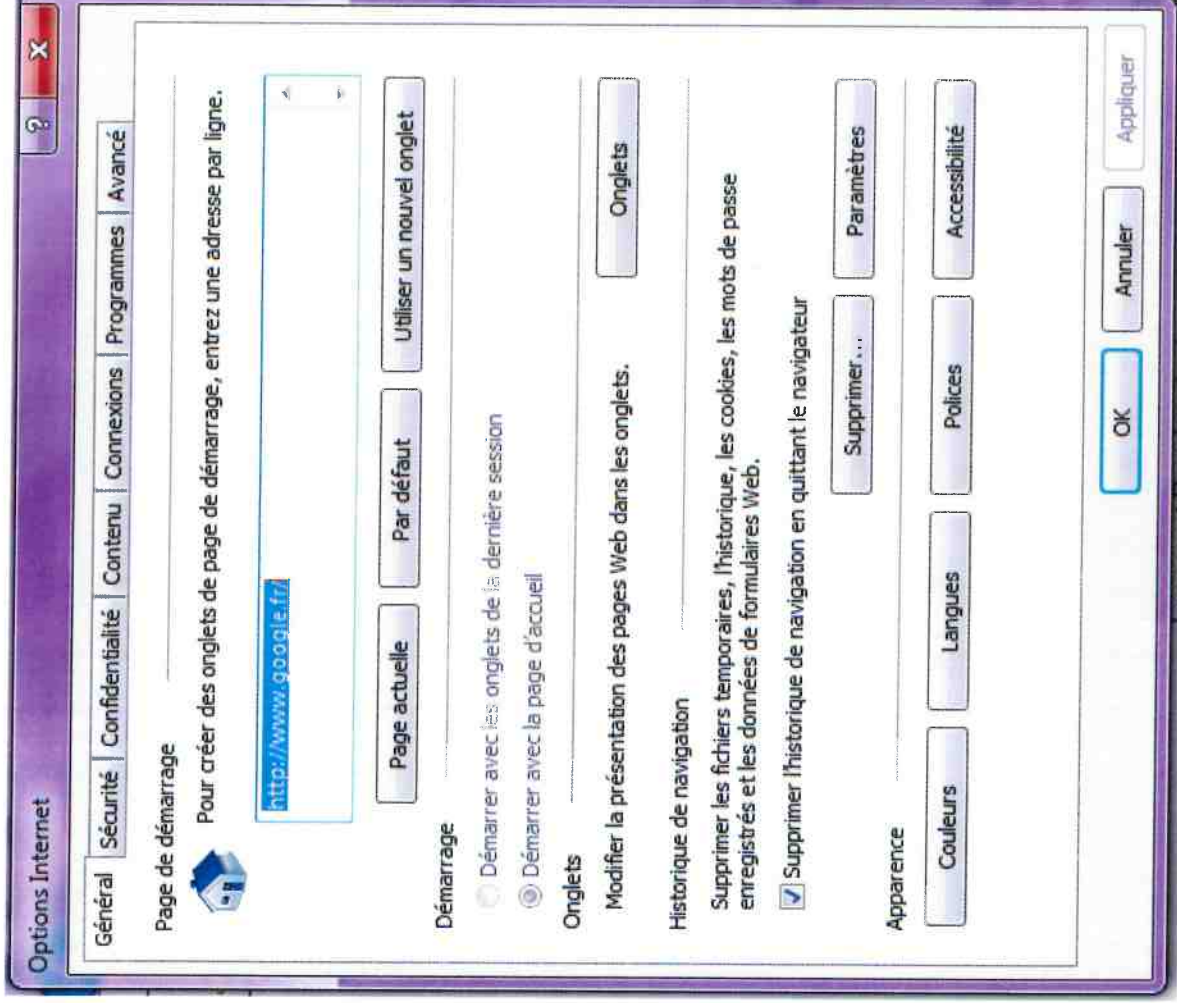 Options Internet
?
x
Général Sécurité Confidentialité Contenu Connexions Programmes Avancé
Page de démarrage
Pour créer des onglets de page de démarrage, entrez une adresse par ligne.
http://www.google.fr/
Page actuelle Par défaut Utiliser un nouvel onglet
Démarrage
Démarrer avec les onglets de la dernière session
Démarrer avec la page d'accueil
Onglets
Modifier la présentation des pages Web dans les onglets. Onglets
Historique de navigation
Supprimer les fichiers temporaires, l'historique, les cookies, les mots de passe
enregistrés et les données de formulaires Web.
Supprimer l'historique de navigation en quittant le navigateur
Supprimer... Paramètres
Apparence
Couleurs Langues Polices Accessibilité
OK Annuler Appliquer